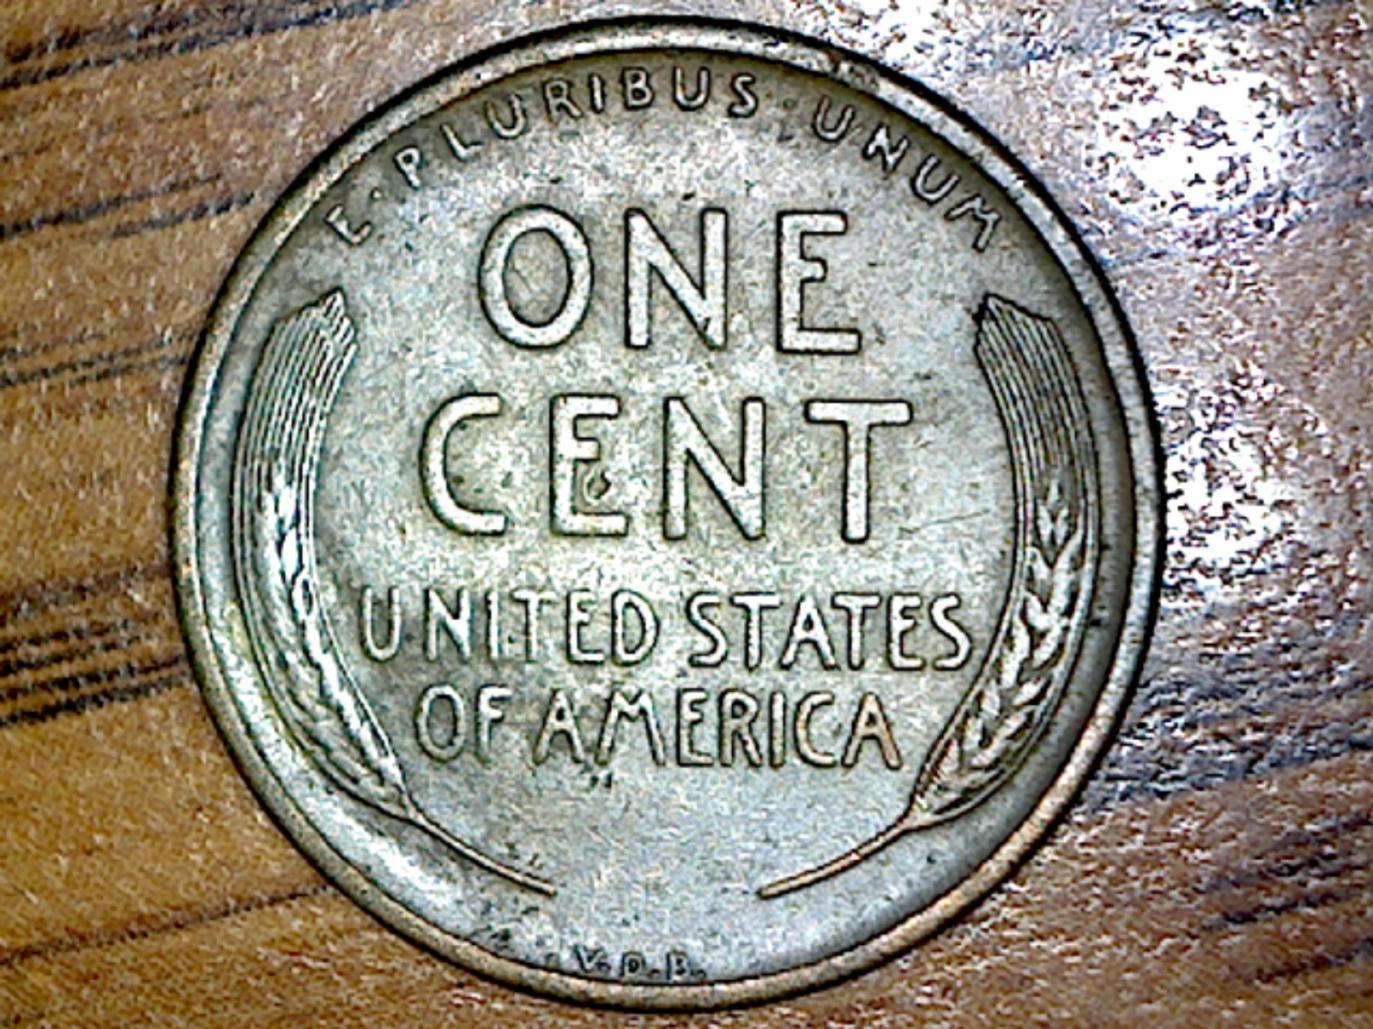 E·PLURIBUS·UNUM
ONE
CENT
UNITED STATES
OF AMERICA
V.D.B.